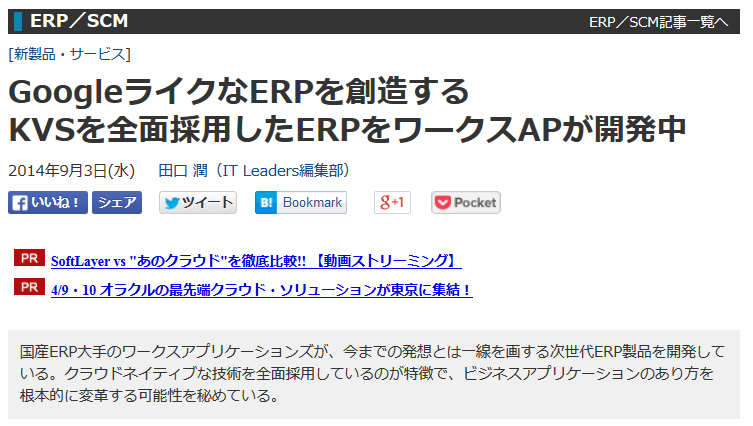 ERP／SCM
ERP／SCM記事一覧へ
[新製品・サービス]
GoogleライクなERPを創造する
KVSを全面採用したERPをワークスAPが開発中
2014年9月3日(水) 田口 潤（IT Leaders編集部）
いいね！ シェア ツイート B! Bookmark g+1 Pocket
PR SoftLayer vs "あのクラウド"を徹底比較!! 【動画ストリーミング】
PR 4/9・10 オラクルの最先端クラウド・ソリューションが東京に集結！
国産ERP大手のワークスアプリケーションズが、今までの発想とは一線を画する次世代ERP製品を開発して
いる。クラウドネイティブな技術を全面採用しているのが特徴で、ビジネスアプリケーションのあり方を
根本的に変革する可能性を秘めている。